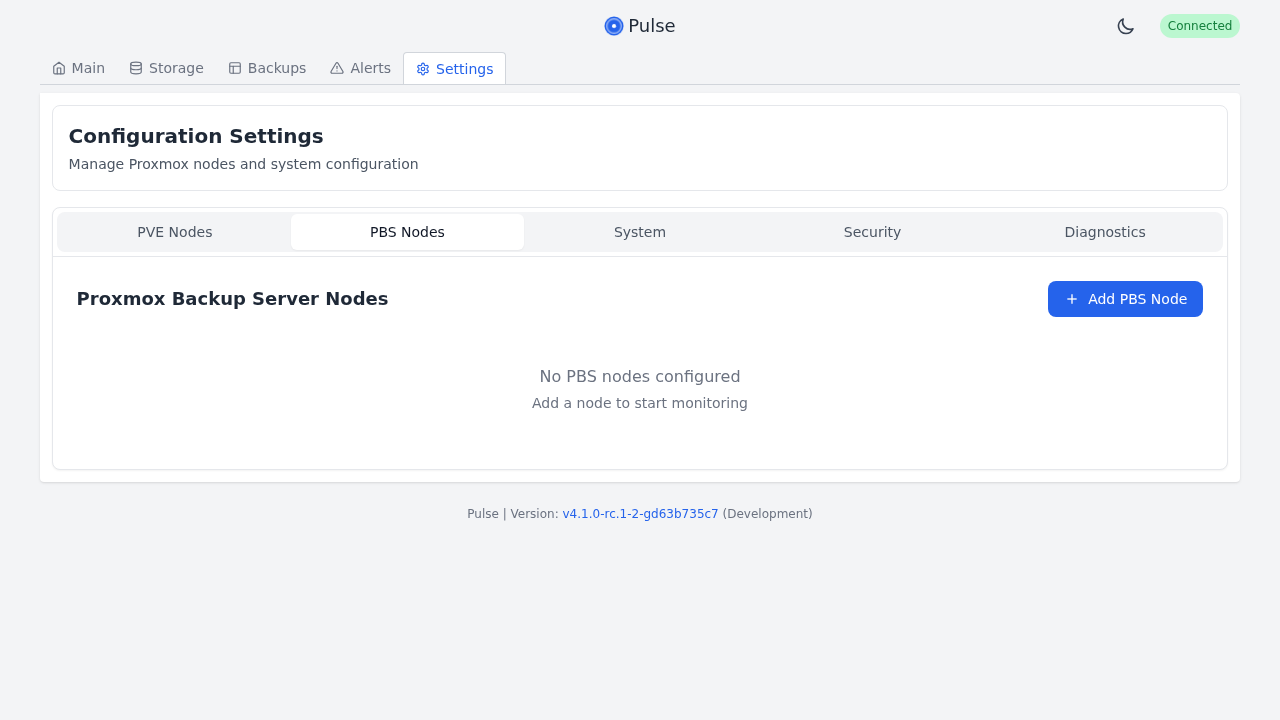 Pulse
Connected
Main
Storage
Backups
Alerts
Settings
Configuration Settings
Manage Proxmox nodes and system configuration
PVE Nodes
PBS Nodes
System
Security
Diagnostics
Proxmox Backup Server Nodes
Add PBS Node
No PBS nodes configured
Add a node to start monitoring
Pulse | Version: v4.1.0-rc.1-2-gd63b735c7 (Development)